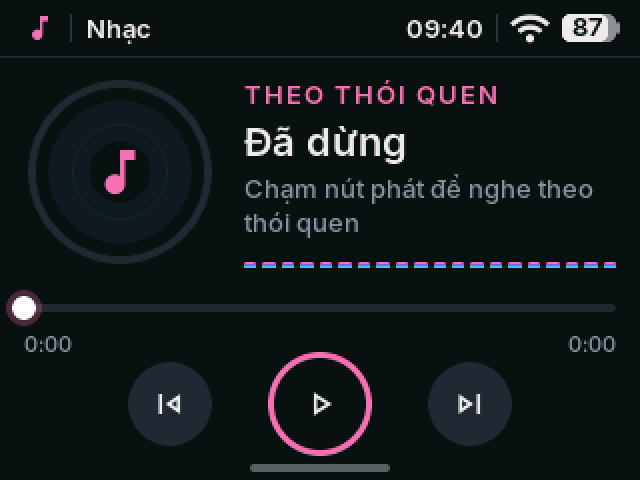 Nhạc
09:40
87
THEO THÓI QUEN
Đã dừng
Chạm nút phát để nghe theo
thói quen
0:00
0:00